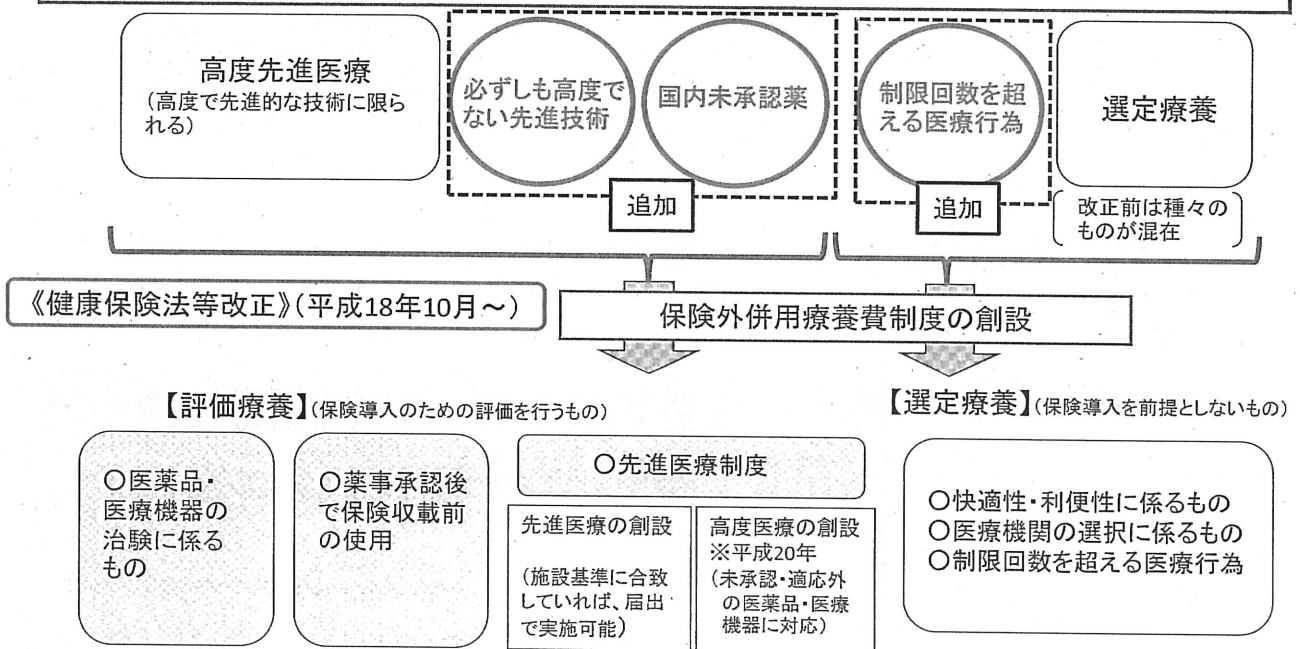 高度先進医療
(高度で先進的な技術に限ら
れる)
必ずしも高度で
ない先進技術
国内未承認薬
追加
制限回数を超
える医療行為
追加
選定療養
改正前は種々の
ものが混在
《健康保険法等改正》(平成18年10月～)
保険外併用療養費制度の創設
【評価療養】(保険導入のための評価を行うもの)
○医薬品・
医療機器の
治験に係る
もの
○薬事承認後
で保険収載前
の使用
○先進医療制度
先進医療の創設
(施設基準に合致
していれば、届出
で実施可能)
高度医療の創設
※平成20年
(未承認・適応外
の医薬品・医療
機器に対応)
【選定療養】(保険導入を前提としないもの)
○快適性・利便性に係るもの
○医療機関の選択に係るもの
○制限回数を超える医療行為